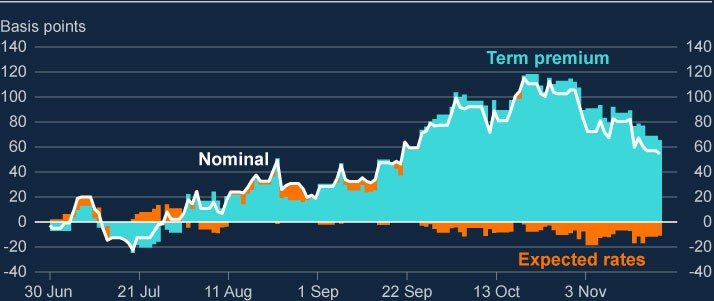 Basis points
140 140
120 Term premium 120
100 100
80 80
60 60
40 Nominal 40
20 20
0 0
-20 -20
Expected rates
-40 -40
30 Jun 21 Jul 11 Aug 1 Sep 22 Sep 13 Oct 3 Nov